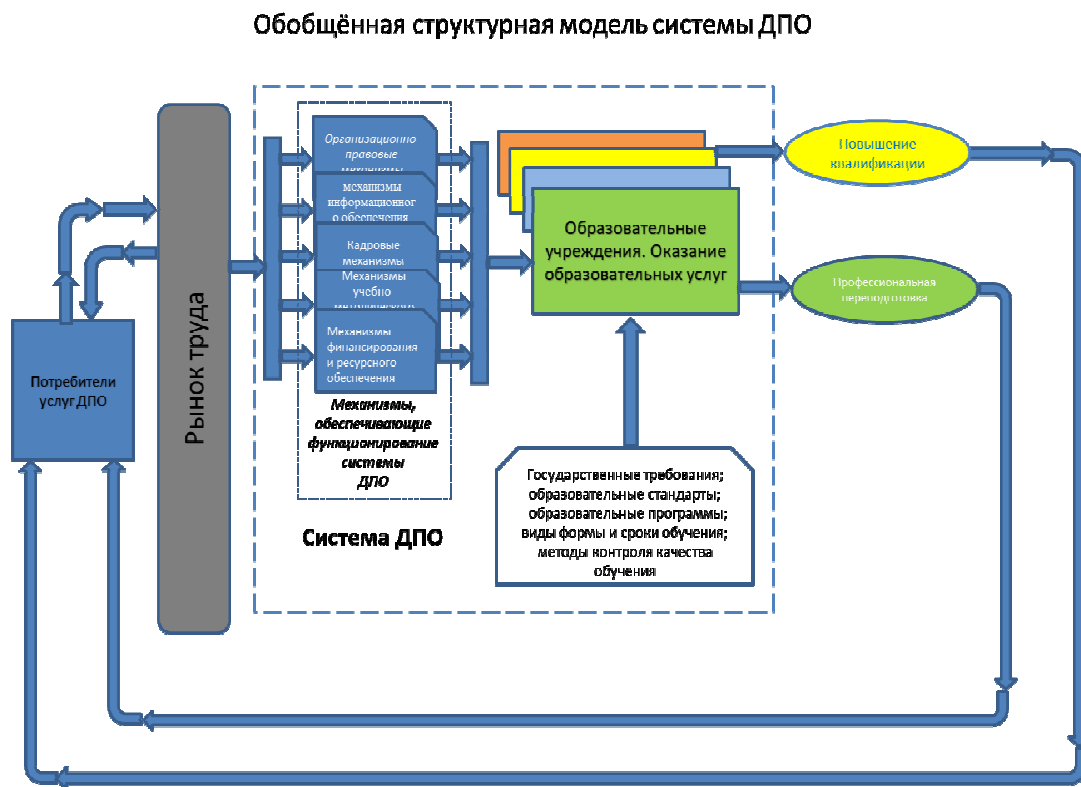 Обобщённая структурная модель системы ДПО
Потребители
услуг ДПО
Рынок труда
Организационно
правовые
механизмы
механизмы
информационног
о обеспечения
Кадровые
механизмы
Механизмы
учебно
Механизмы
финансирования
и ресурсного
обеспечения
Механизмы,
обеспечивающие
функционирование
системы
ДПО
Система ДПО
Образовательные
учреждения. Оказание
образовательных услуг
Государственные требования;
образовательные стандарты;
образовательные программы;
виды формы и сроки обучения;
методы контроля качества
обучения
Повышение
квалификации
Профессиональная
переподготовка